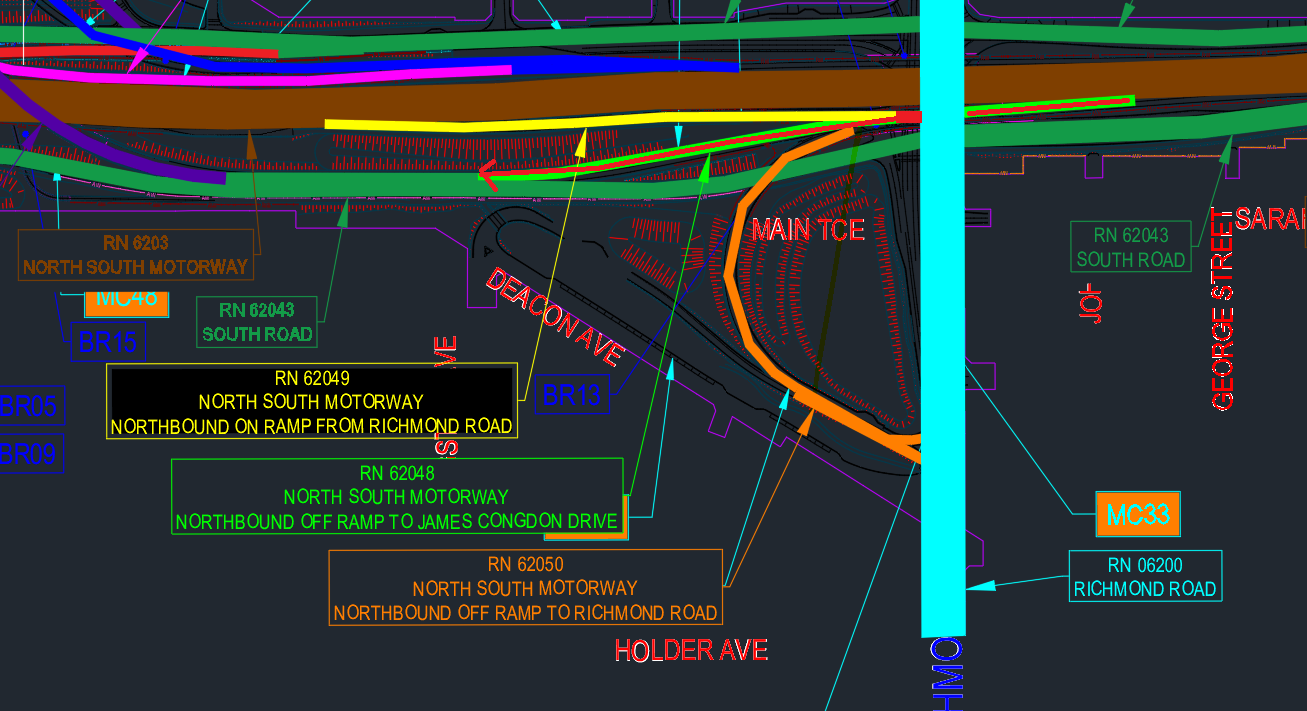 MAIN TCE
SARAI
RN 62043
SOUTH ROAD
GEORGE STREET
RN 6203
NORTH SOUTH MOTORWAY
MC48
RN 62043
SOUTH ROAD
DEACON AVE
BR15
RN 62049
NORTH SOUTH MOTORWAY
NORTHBOUND ON RAMP FROM RICHMOND ROAD
BR13
BR05
BR09
RN 62048
NORTH SOUTH MOTORWAY
NORTHBOUND OFF RAMP TO JAMES CONGDON DRIVE
MC33
RN 62050
NORTH SOUTH MOTORWAY
NORTHBOUND OFF RAMP TO RICHMOND ROAD
RN 06200
RICHMOND ROAD
HOLDER AVE